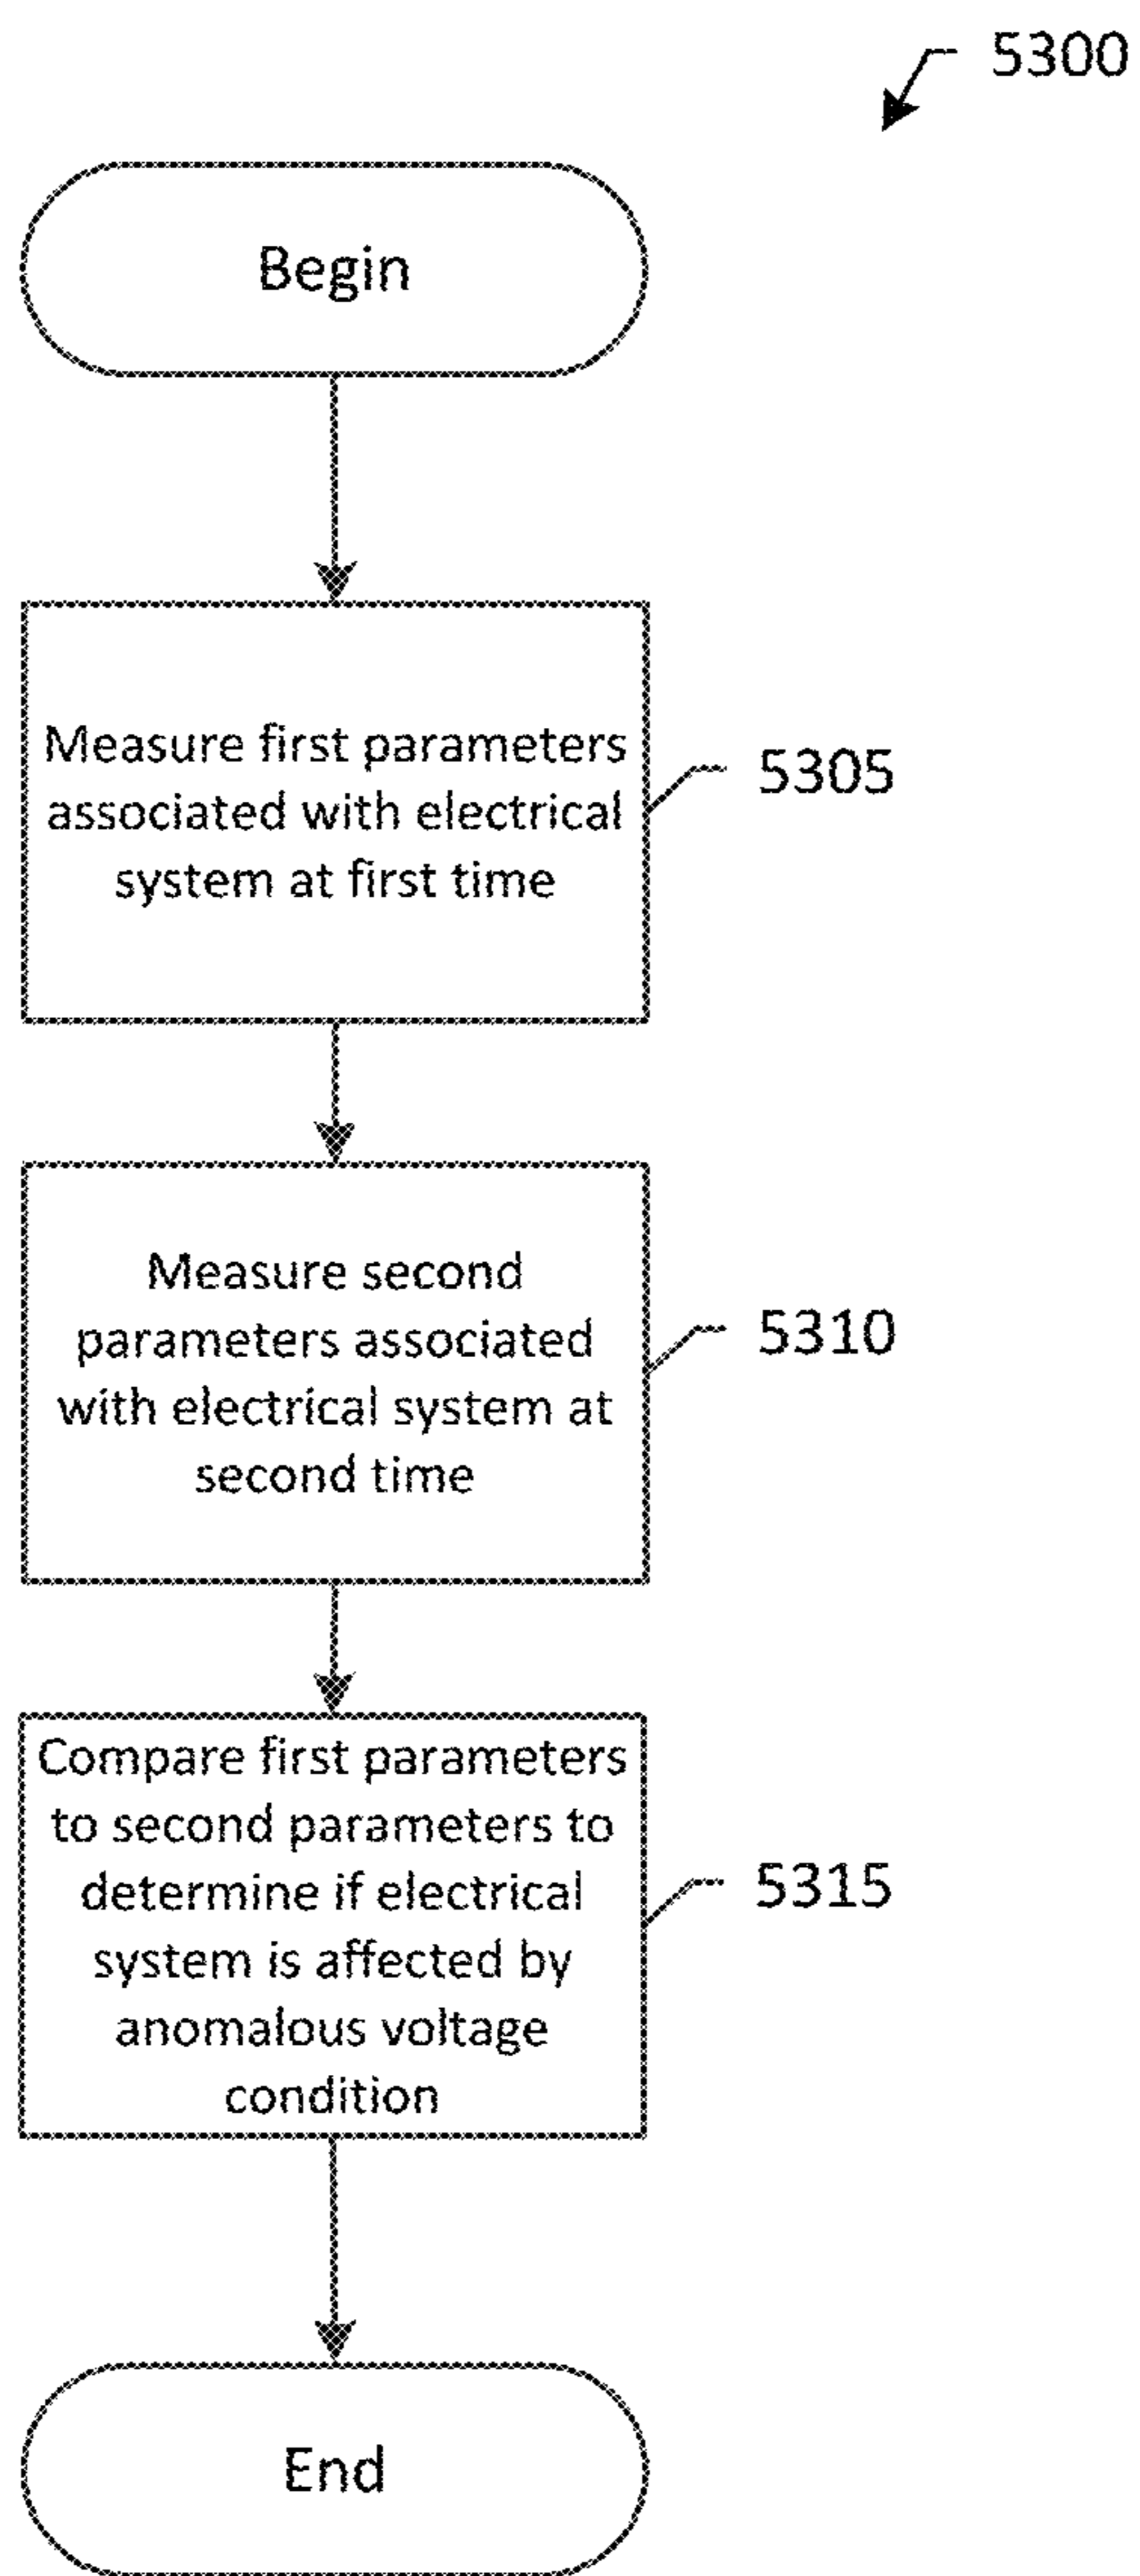 5300
Begin
Measure first parameters
associated with electrical
system at first time
5305
Measure second
parameters associated
with electrical system at
second time
5310
Compare first parameters
to second parameters to
determine if electrical
system is affected by
anomalous voltage
condition
5315
End